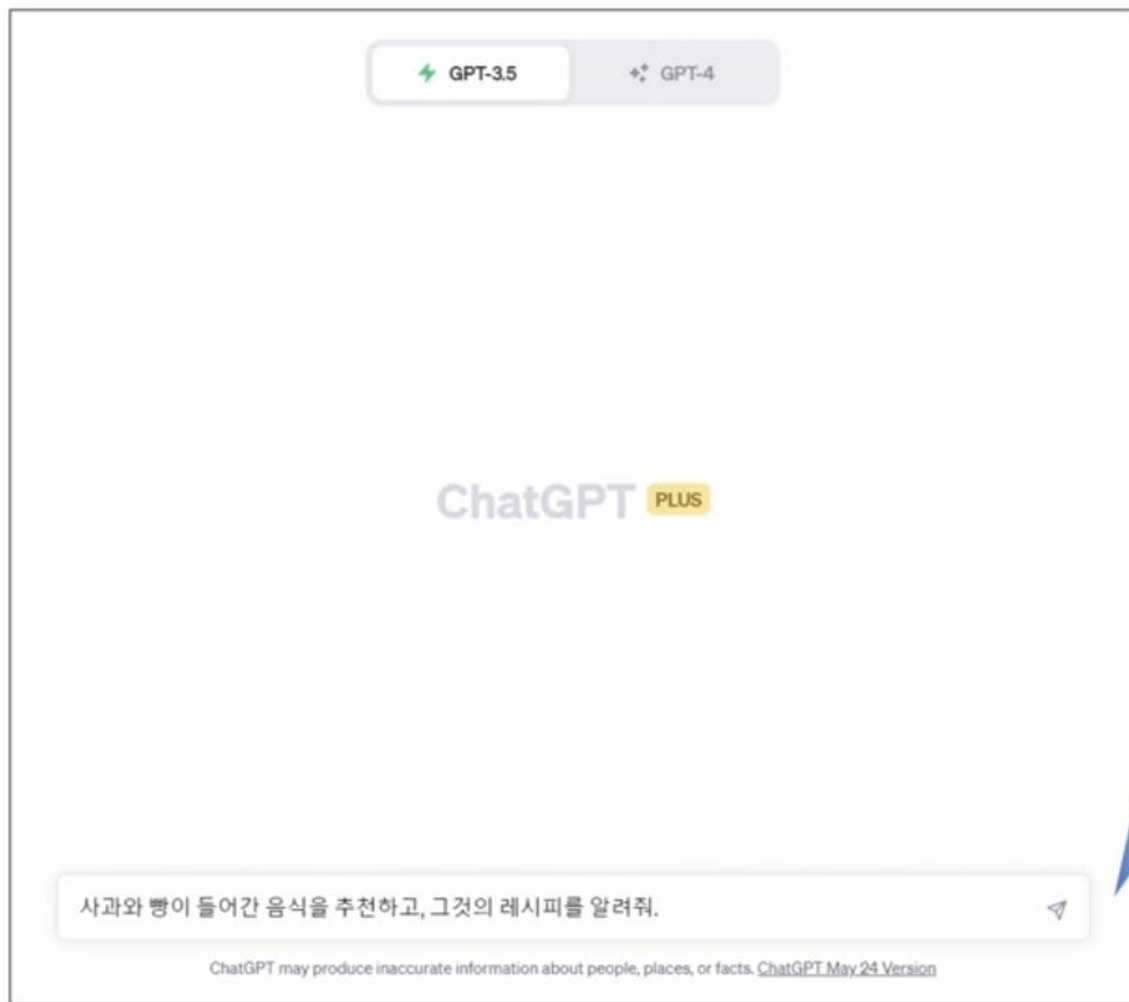 GPT-3.5 GPT-4
ChatGPT PLUS
사과와 빵이 들어간 음식을 추천하고, 그것의 레시피를 알려줘.
ChatGPT may produce inaccurate information about people, places, or facts. ChatGPT May 24 Version